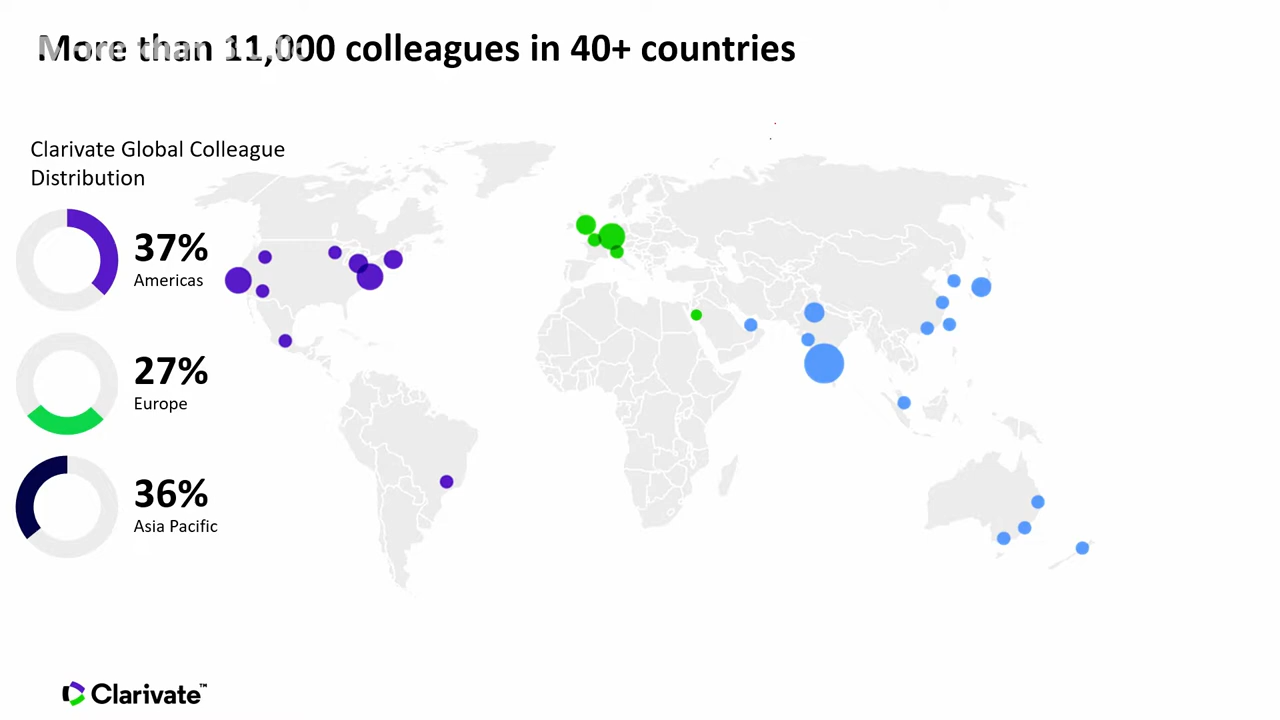 More than 11,000 colleagues in 40+ countries
Clarivate Global Colleague
Distribution
37%
Americas
27%
Europe
36%
Asia Pacific
Clarivate™